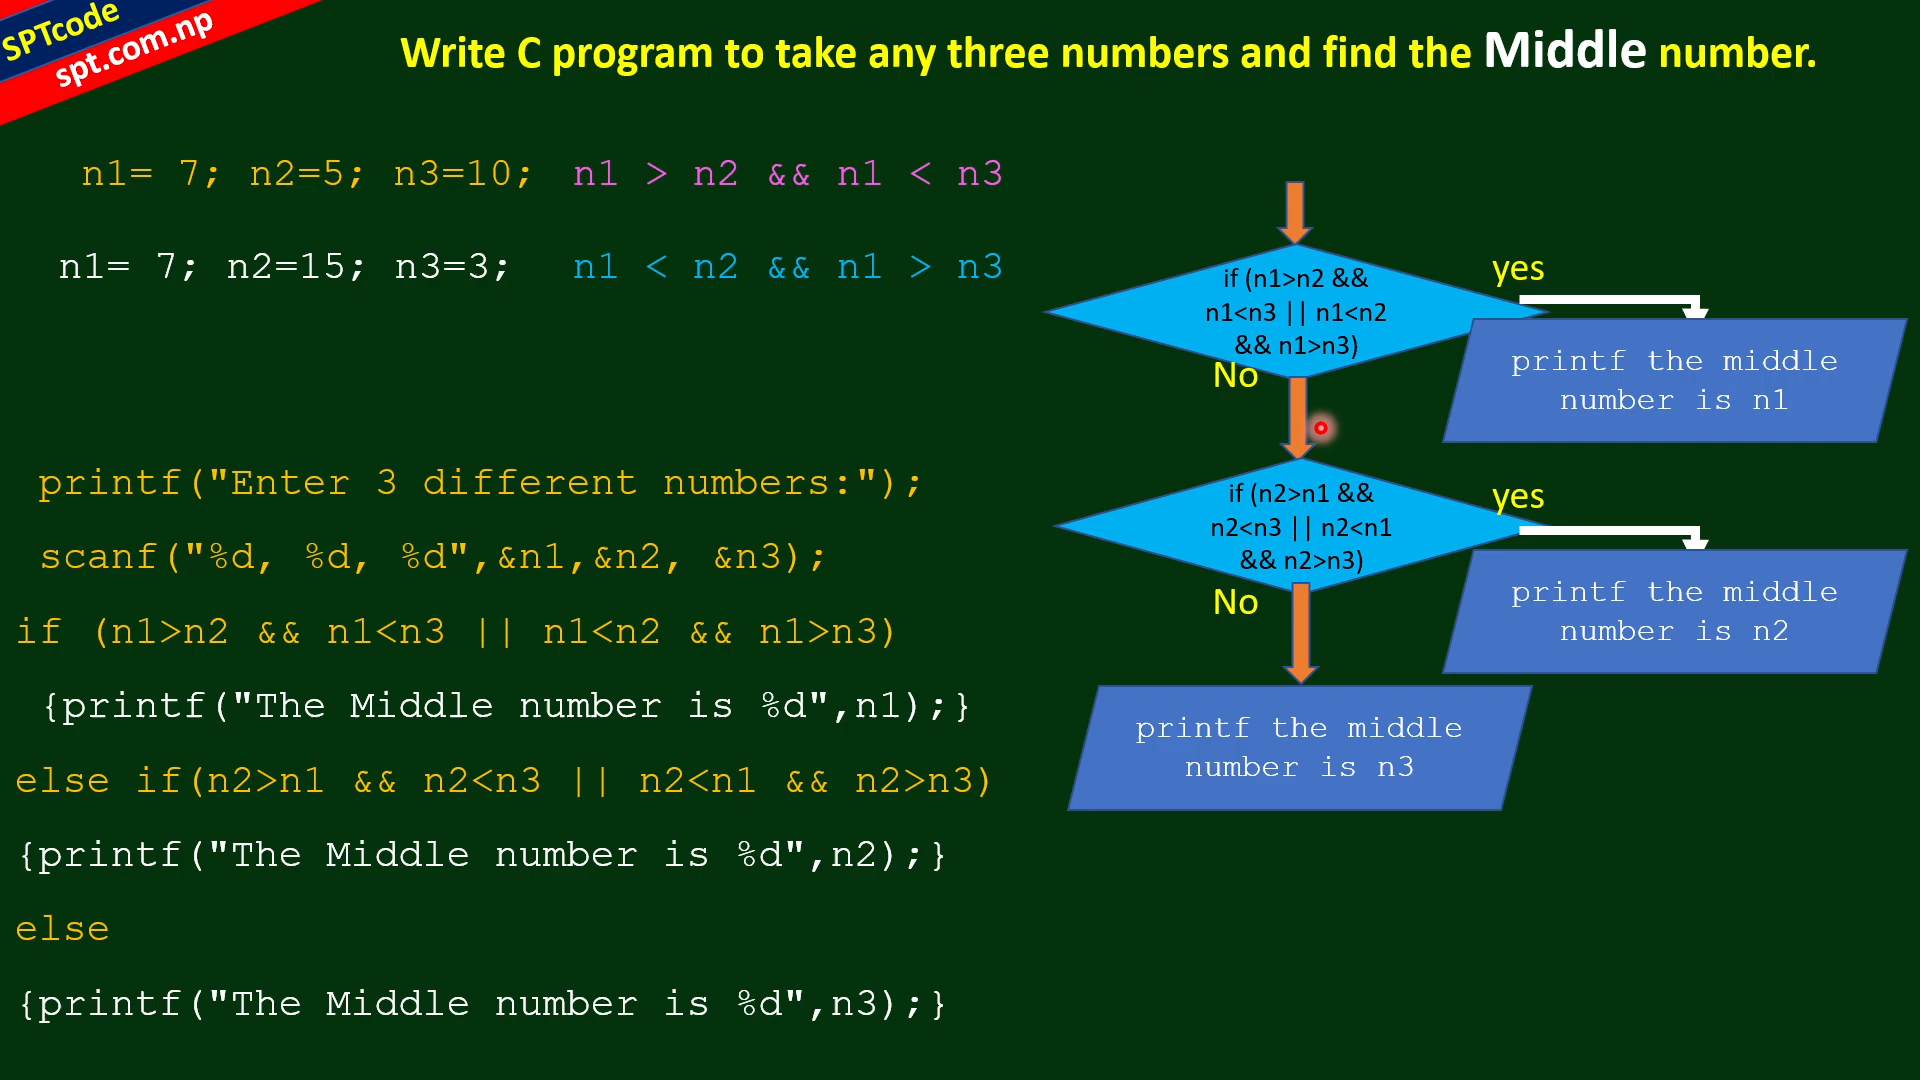 SPTcode
spt.com.np
Write C program to take any three numbers and find the Middle number.
n1= 7; n2=5; n3=10; n1 > n2 && n1 < n3
n1= 7; n2=15; n3=3; n1 < n2 && n1 > n3
printf("Enter 3 different numbers:");
scanf("%d, %d, %d",&n1,&n2, &n3);
if (n1>n2 && n1<n3 || n1<n2 && n1>n3)
{printf("The Middle number is %d",n1);}
else if(n2>n1 && n2<n3 || n2<n1 && n2>n3)
{printf("The Middle number is %d",n2);}
else
{printf("The Middle number is %d",n3);}
if (n1>n2 &&
n1<n3 || n1<n2
&& n1>n3)
yes
printf the middle
number is n1
No
if (n2>n1 &&
n2<n3 || n2<n1
&& n2>n3)
yes
printf the middle
number is n2
No
printf the middle
number is n3